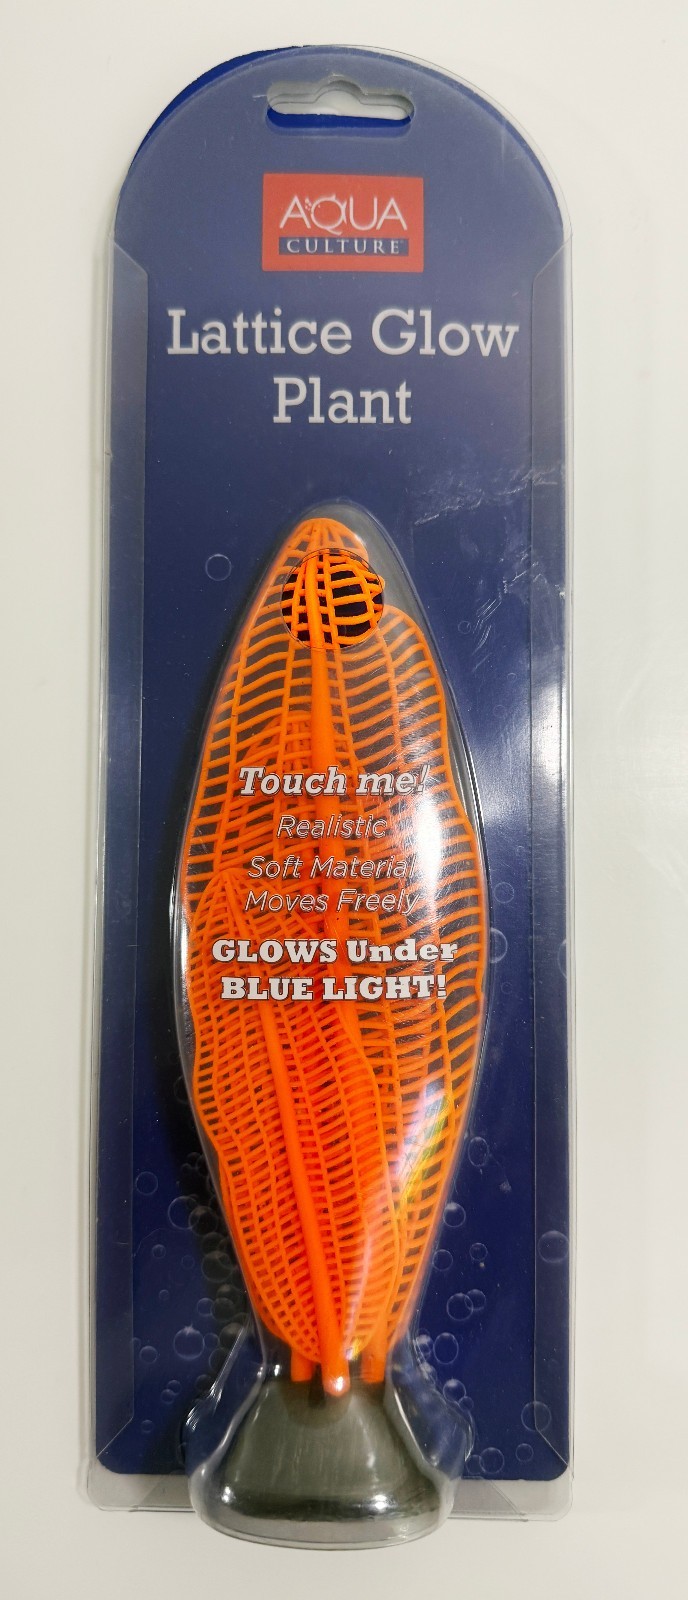 AQUA
CULTURE
Lattice Glow
Plant
Touch me!
Realistic
Soft Material
Moves Freely
GLOWS Under
BLUE LIGHT!